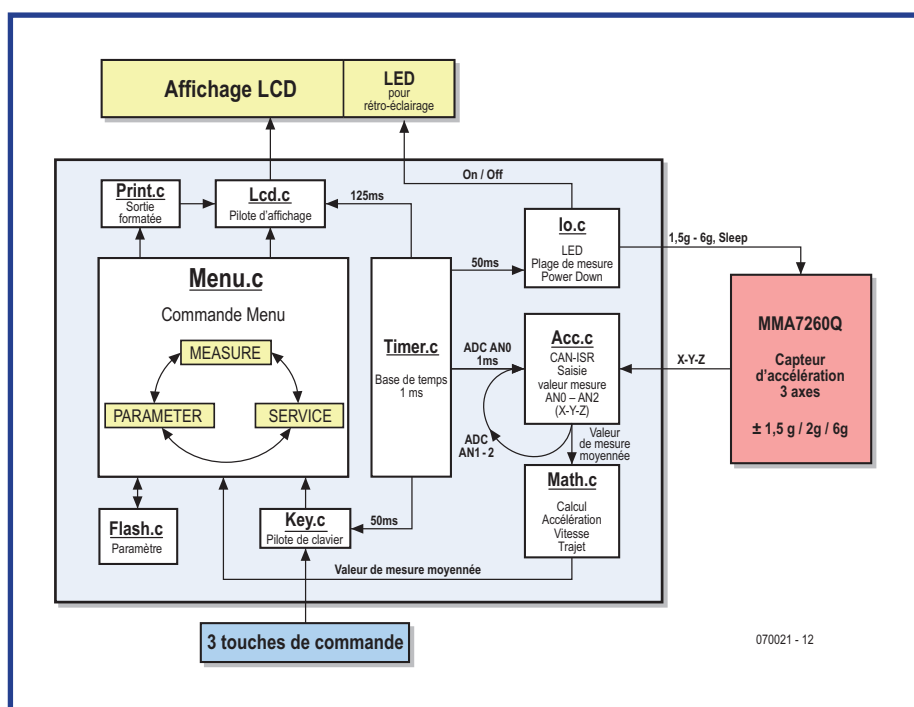 Affichage LCD
LED
pour
rétro-éclairage
On / Off
Print.c
Sortie
formatée
Lcd.c
Pilote d'affichage
125ms
Io.c
LED
Plage de mesure
Power Down
1,5g - 6g, Sleep
50ms
Menu.c
Commande Menu
MEASURE
PARAMETER
SERVICE
Timer.c
Base de temps
1 ms
ADC AN0
1ms
Acc.c
CAN-ISR
Saisie
valeur mesure
AN0 – AN2
(X-Y-Z)
X-Y-Z
MMA7260Q
Capteur
d'accélération
3 axes
± 1,5 g / 2g / 6g
ADC
AN1 - 2
Valeur
de mesure
moyennée
Math.c
Calcul
Accélération
Vitesse
Trajet
Flash.c
Paramètre
Key.c
Pilote de clavier
50ms
Valeur de mesure moyennée
3 touches de commande
070021 - 12